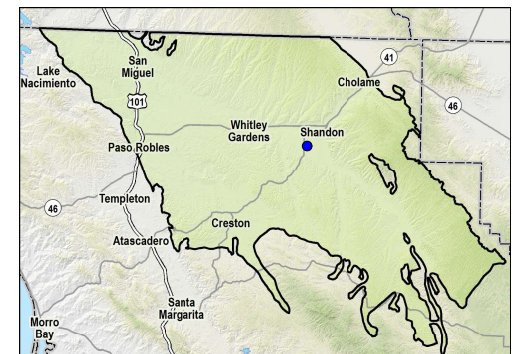 San
Miguel
41
Lake
Nacimiento
Cholame
101
46
Whitley
Gardens
Shandon
Paso Robles
Templeton
46
Creston
Atascadero
Santa
Margarita
Morro
Bay